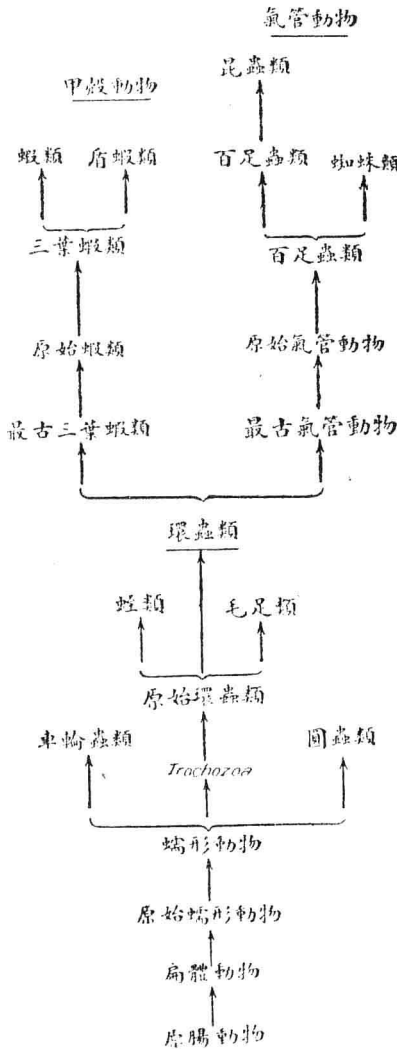 氣管動物
昆蟲類
甲殼動物
蝦類 盾蝦類 百足蟲類 蜘蛛類
三葉蝦類 百足蟲類
原始蝦類 原始氣管動物
最古三葉蝦類 最古氣管動物
環蟲類
蛭類 毛足類
原始環蟲類
車輪蟲類 圓蟲類
Trochozoa
蠕形動物
原始蠕形動物
扁體動物
原腸動物